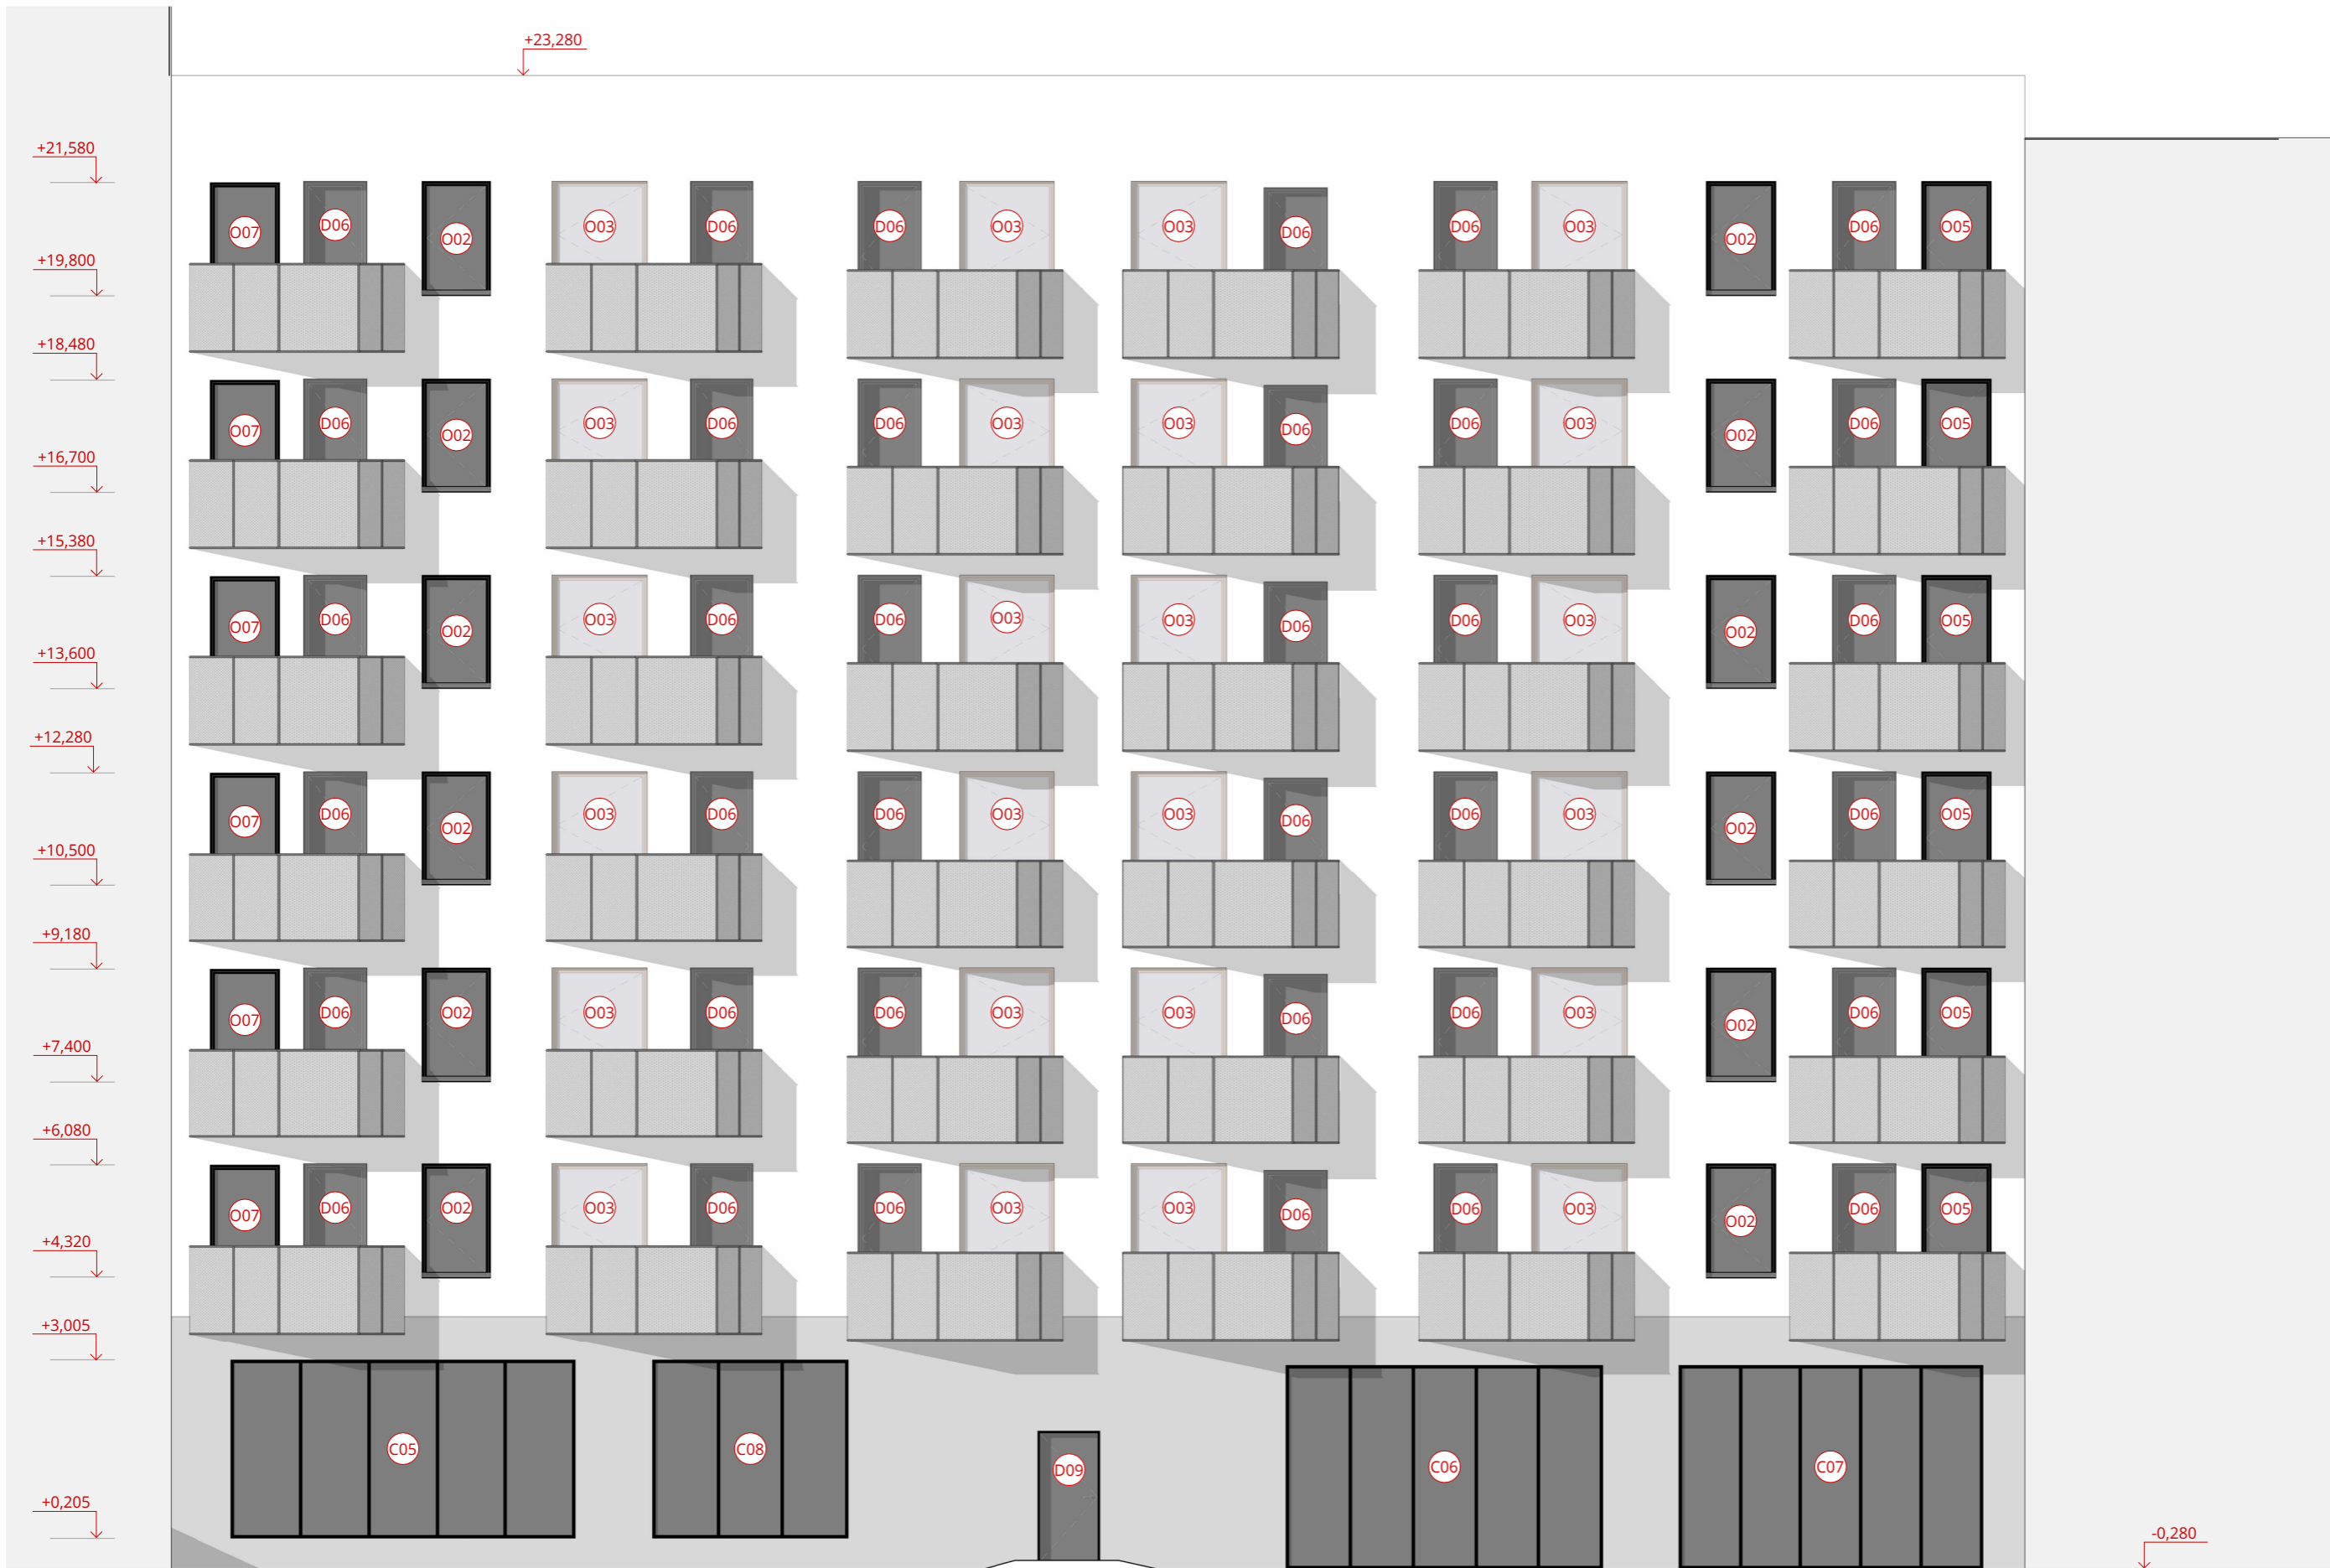 +23,280
+21,580
O07 D06 O02 O03 D06 D06 O03 O03 D06 D06 O03 O02 D06 O05
+19,800
+18,480
O07 D06 O02 O03 D06 D06 O03 O03 D06 D06 O03 O02 D06 O05
+16,700
+15,380
O07 D06 O02 O03 D06 D06 O03 O03 D06 D06 O03 O02 D06 O05
+13,600
+12,280
O07 D06 O02 O03 D06 D06 O03 O03 D06 D06 O03 O02 D06 O05
+10,500
+9,180
O07 D06 O02 O03 D06 D06 O03 O03 D06 D06 O03 O02 D06 O05
+7,400
+6,080
O07 D06 O02 O03 D06 D06 O03 O03 D06 D06 O03 O02 D06 O05
+4,320
+3,005
C05 C08 D09 C06 C07
+0,205
-0,280